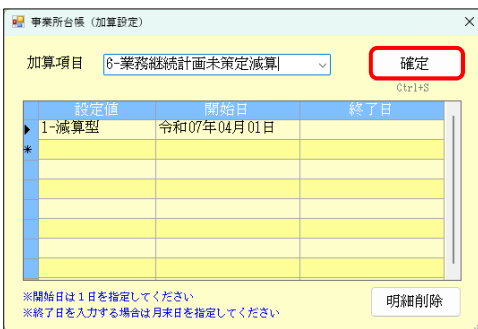 事業所台帳（加算設定）
加算項目 6-業務継続計画未策定減算 確定
Ctrl+S
設定値 開始日 終了日
1-減算型 令和07年04月01日
※開始日は１日を指定してください
※終了日を入力する場合は月末日を指定してください
明細削除